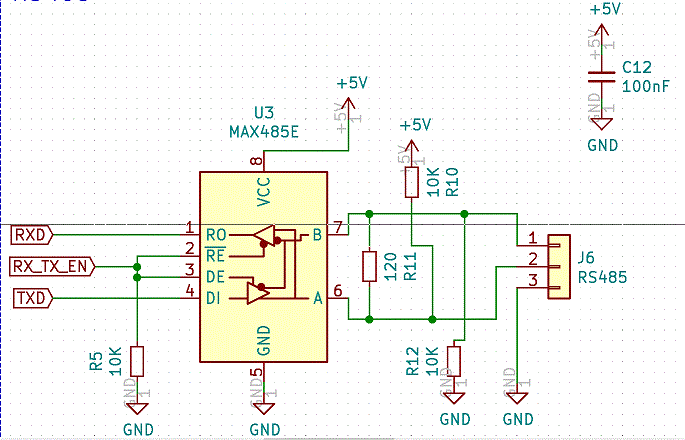 +5V
+5V
1
C12
100nF
GND
1
GND
+5V
+5V
1
U3
MAX485E
8
VCC
+5V
+5V
1
10K
R10
RXD
1
RO
B
7
2
RE
RX_TX_EN
3
DE
TXD
4
DI
A
6
GND
5
120
R11
1
2
3
J6
RS485
R5
10K
R12
10K
GND
1
GND
GND
1
GND
GND
1
GND
GND
1
GND